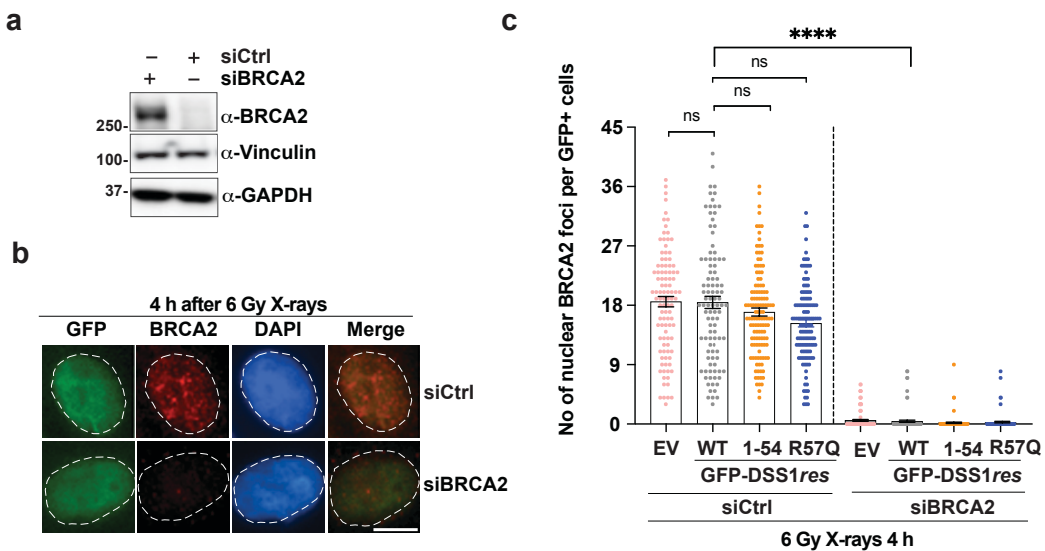 a
− + siCtrl
+ − siBRCA2
250- α-BRCA2
100- α-Vinculin
37- α-GAPDH
b
4 h after 6 Gy X-rays
GFP BRCA2 DAPI Merge
siCtrl
siBRCA2
c
****
ns
ns
ns
No of nuclear BRCA2 foci per GFP+ cells
45
36
27
18
9
0
EV WT 1-54 R57Q EV WT 1-54 R57Q
GFP-DSS1res GFP-DSS1res
siCtrl siBRCA2
6 Gy X-rays 4 h